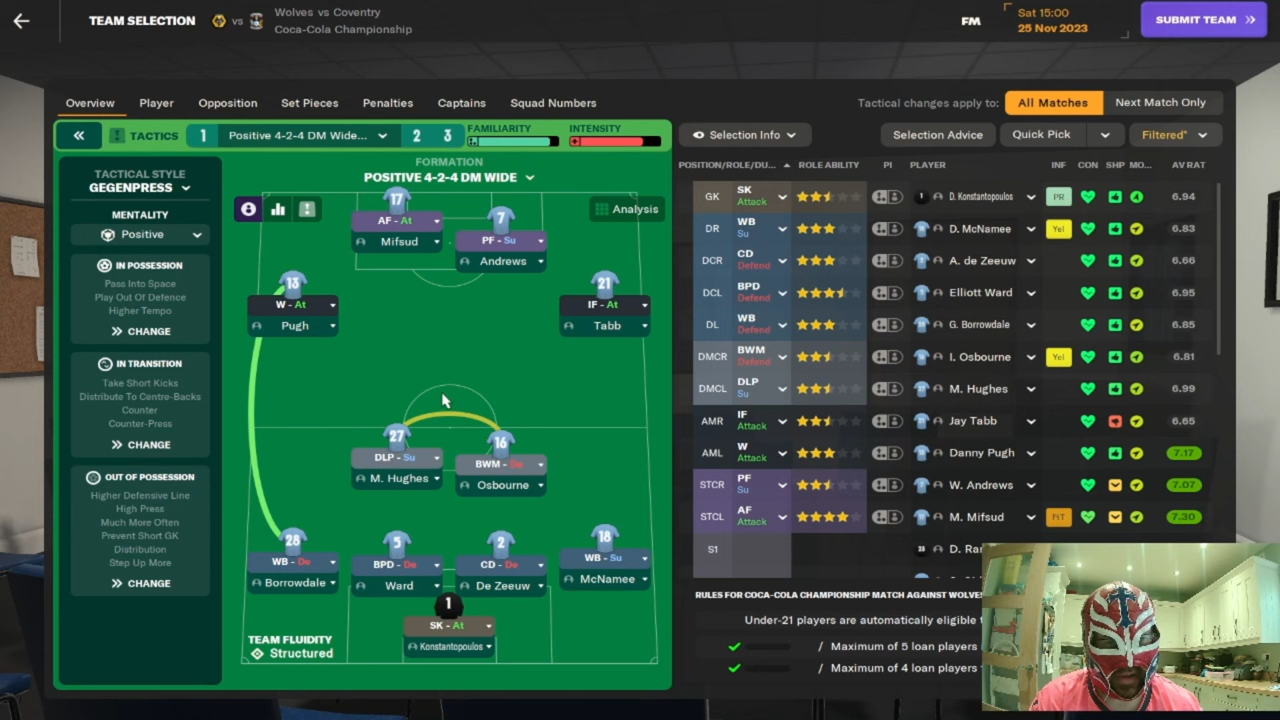 TEAM SELECTION
vs
Wolves vs Coventry
Coca-Cola Championship
FM
Sat 15:00
25 Nov 2023
SUBMIT TEAM
Overview
Player
Opposition
Set Pieces
Penalties
Captains
Squad Numbers
Tactical changes apply to:
All Matches
Next Match Only
TACTICS
1
Positive 4-2-4 DM Wide...
2
3
FAMILIARITY
INTENSITY
Selection Info
Selection Advice
Quick Pick
Filtered*
TACTICAL STYLE
GEGENPRESS
MENTALITY
Positive
IN POSSESSION
Pass Into Space
Play Out Of Defence
Higher Tempo
CHANGE
IN TRANSITION
Take Short Kicks
Distribute To Centre-Backs
Counter
Counter-Press
CHANGE
OUT OF POSSESSION
Higher Defensive Line
High Press
Much More Often
Prevent Short GK
Distribution
Step Up More
CHANGE
FORMATION
POSITIVE 4-2-4 DM WIDE
Analysis
17
AF - At
Mifsud
7
PF - Su
Andrews
13
W - At
Pugh
21
IF - At
Tabb
27
DLP - Su
M. Hughes
16
BWM - De
Osbourne
28
WB - De
Borrowdale
5
BPD - De
Ward
2
CD - De
De Zeeuw
18
WB - Su
McNamee
1
SK - At
Konstantopoulos
TEAM FLUIDITY
Structured
POSITION/ROLE/DU... ROLE ABILITY PI PLAYER INF CON SHP MO... AV RAT
GK SK Attack 1 D. Konstantopoulos PR 6.94
DR WB Su D. McNamee Yel 6.83
DCR CD Defend A. de Zeeuw 6.66
DCL BPD Defend Elliott Ward 6.95
DL WB Defend G. Borrowdale 6.85
DMCR BWM Defend I. Osbourne Yel 6.81
DMCL DLP Su M. Hughes 6.99
AMR IF Attack Jay Tabb 6.65
AML W Attack Danny Pugh 7.17
STCR PF Su W. Andrews 7.07
STCL AF Attack M. Mifsud 7.30
S1
RULES FOR COCA-COLA CHAMPIONSHIP MATCH AGAINST
Under-21 players are automatically eligible
/ Maximum of 5 loan players
/ Maximum of 4 loan players